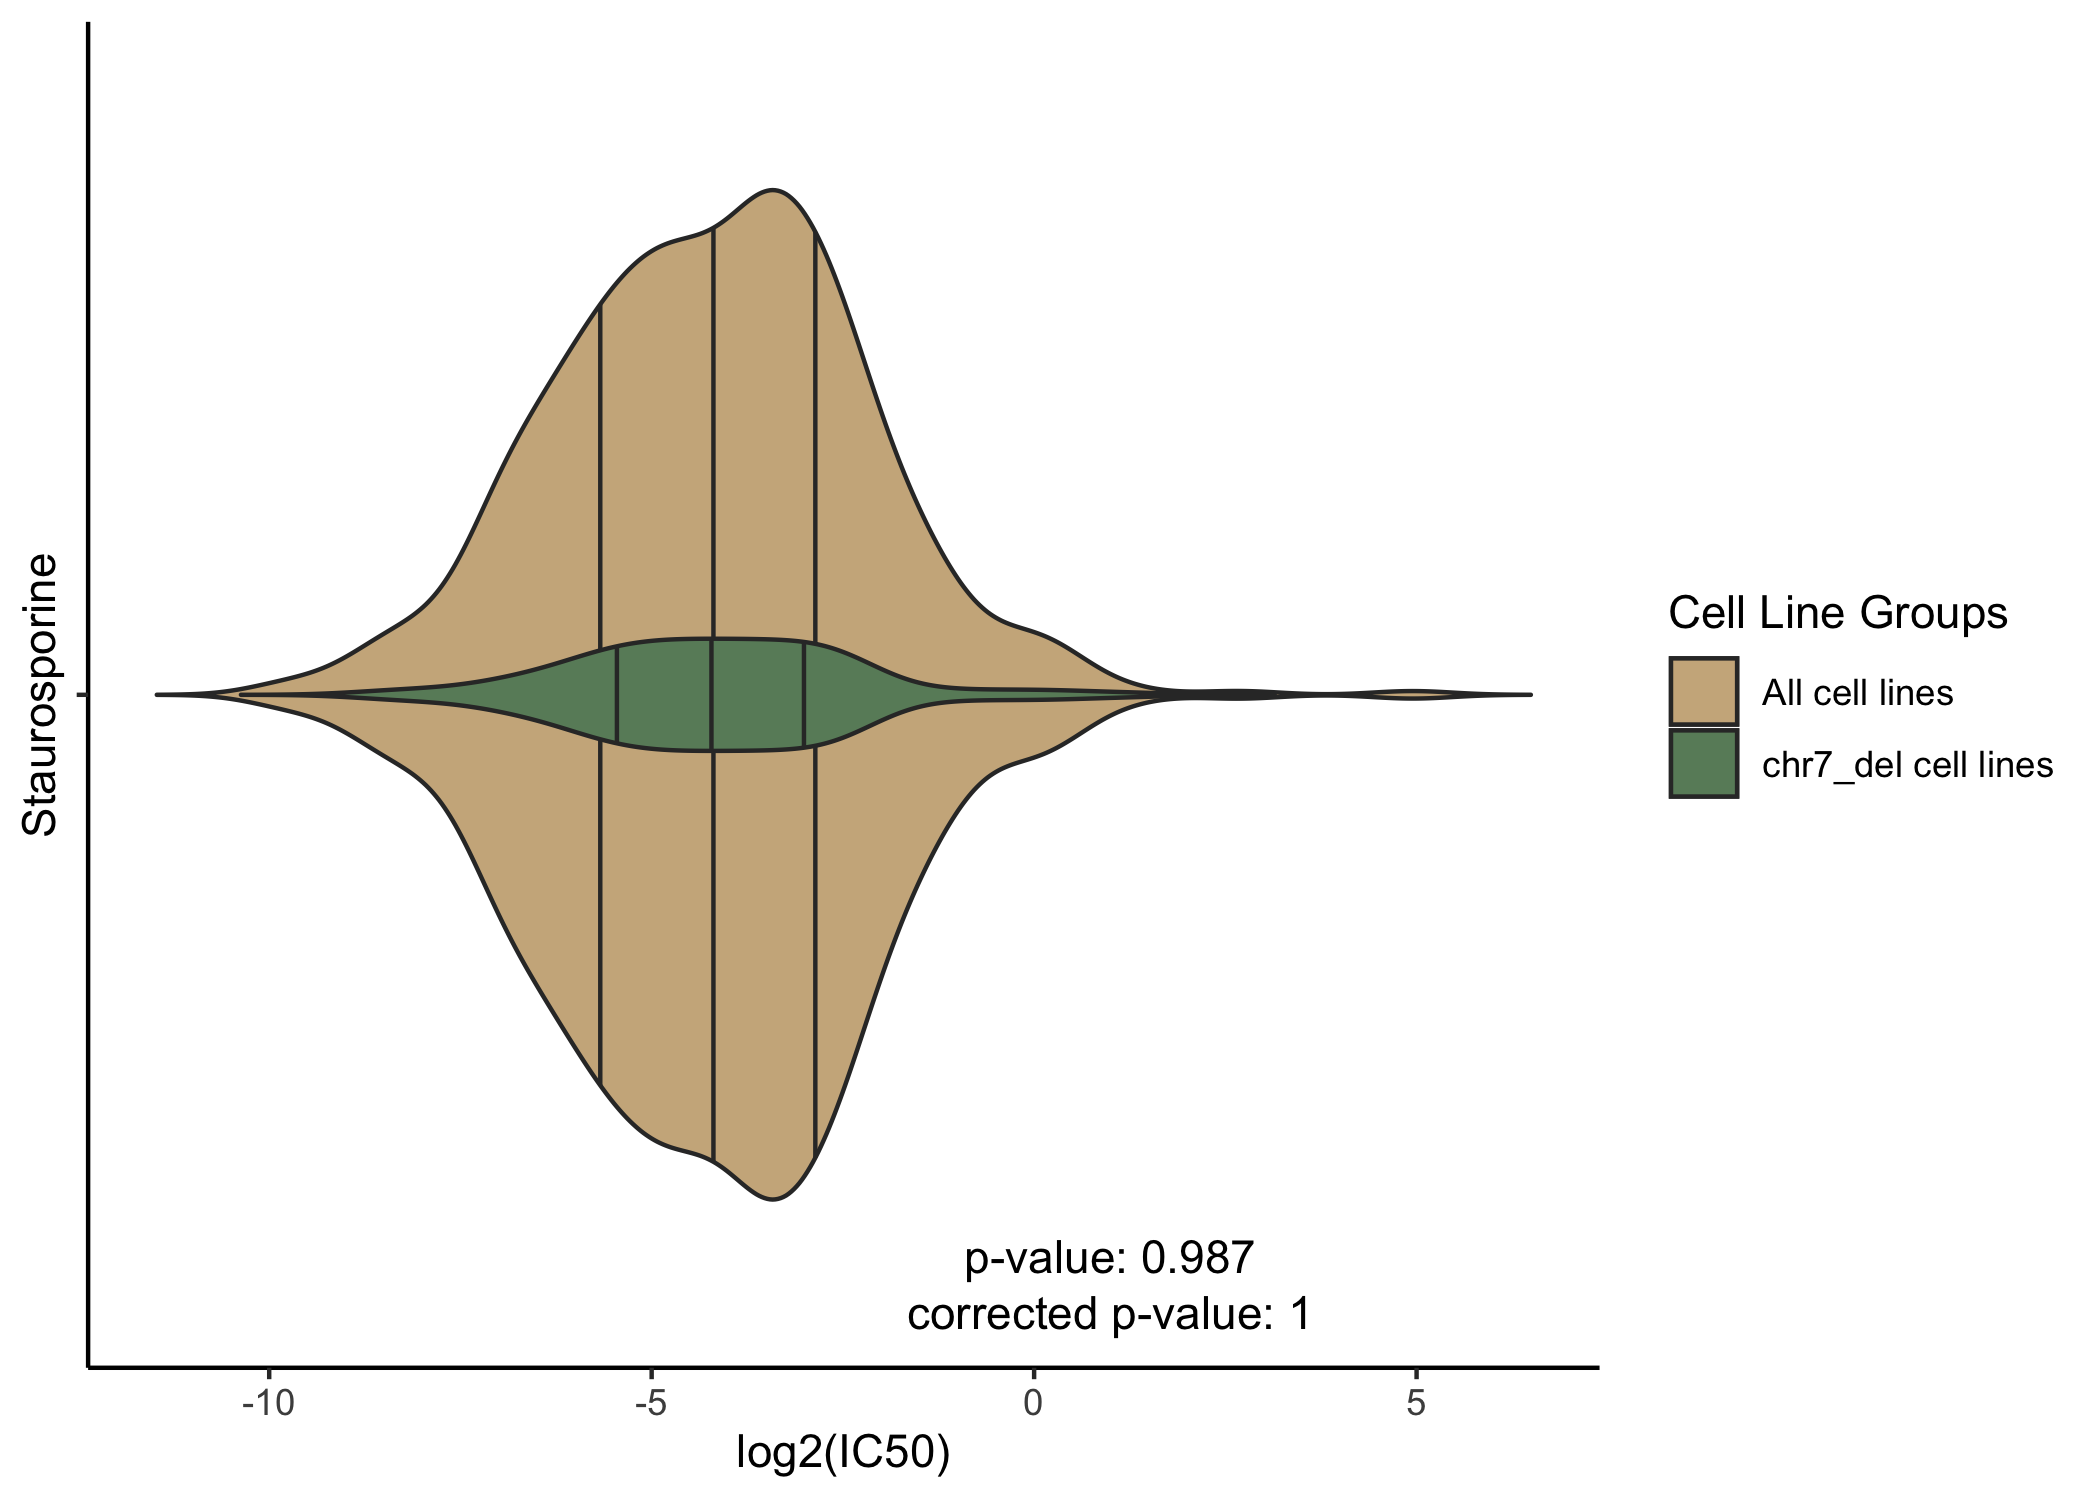 Staurosporine
p-value: 0.987
corrected p-value: 1
-10
-5
0
5
log2(IC50)
Cell Line Groups
All cell lines
chr7_del cell lines